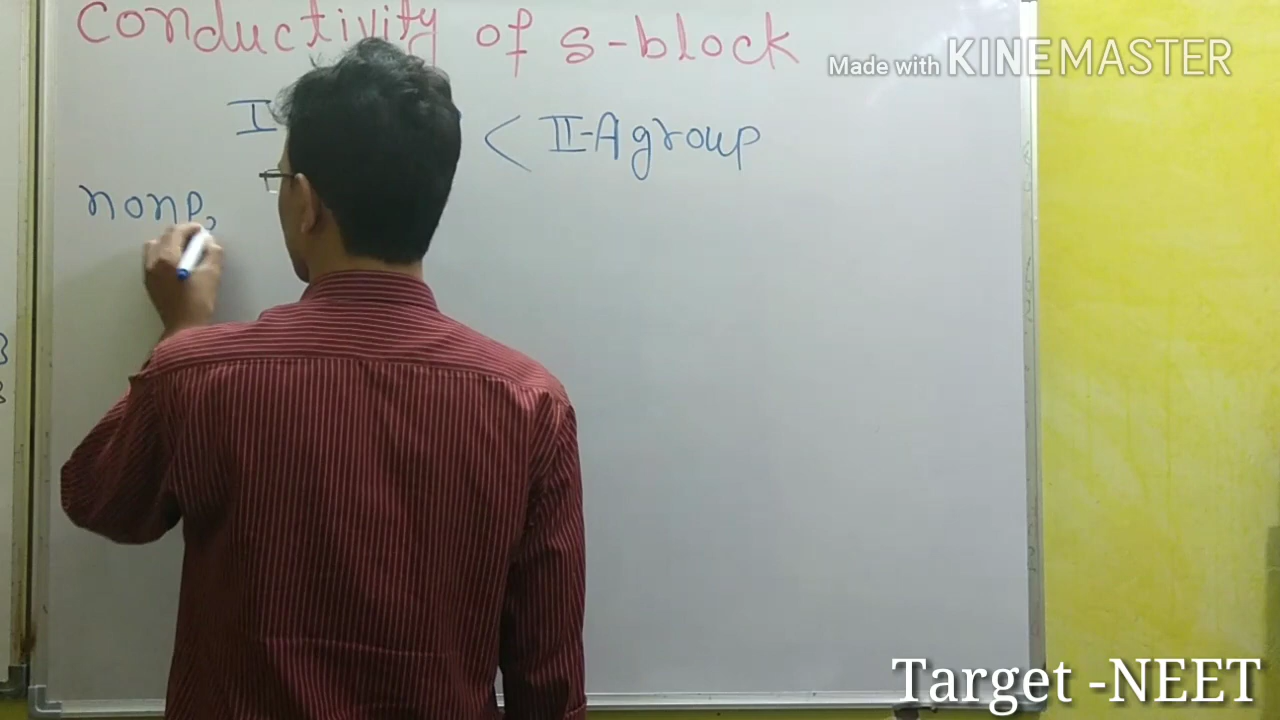 Conductivity of s-block
Made with KINEMASTER
I < II-A group
nonp
Target -NEET